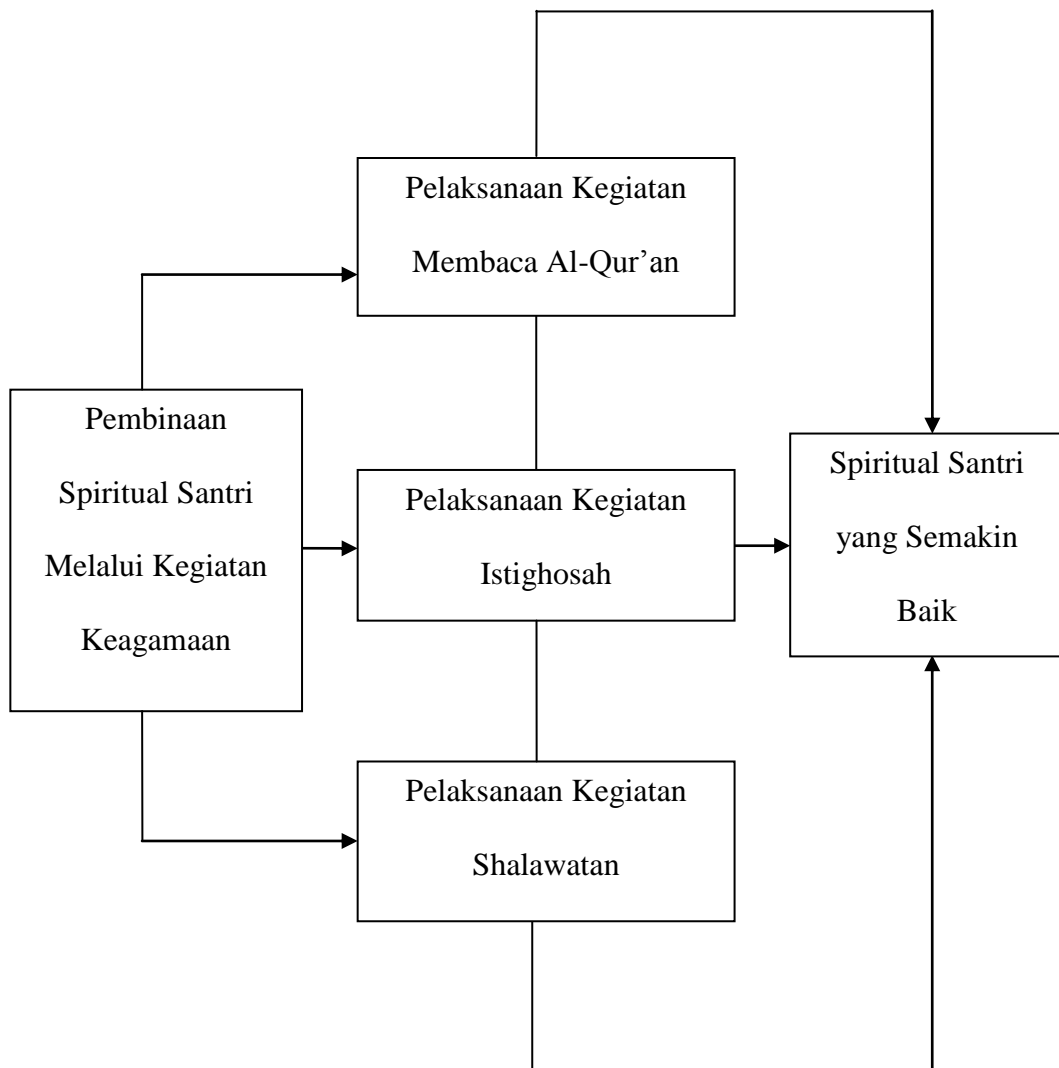 Pelaksanaan Kegiatan
Membaca Al-Qur’an
Pembinaan
Spiritual Santri
Melalui Kegiatan
Keagamaan
Pelaksanaan Kegiatan
Istighosah
Spiritual Santri
yang Semakin
Baik
Pelaksanaan Kegiatan
Shalawatan